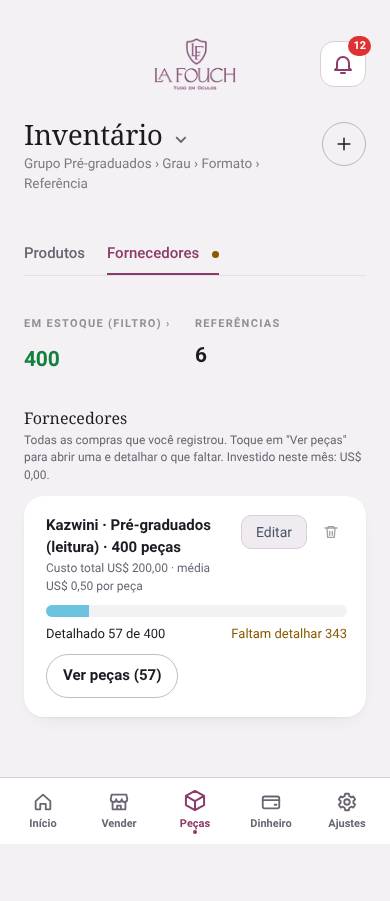 LF
LA FOUCH
TUDO EM ÓCULOS
12
Inventário
Grupo Pré-graduados › Grau › Formato ›
Referência
Produtos
Fornecedores
EM ESTOQUE (FILTRO) ›
REFERÊNCIAS
400
6
Fornecedores
Todas as compras que você registrou. Toque em "Ver peças"
para abrir uma e detalhar o que faltar. Investido neste mês: US$
0,00.
Kazwini · Pré-graduados
(leitura) · 400 peças
Editar
Custo total US$ 200,00 · média
US$ 0,50 por peça
Detalhado 57 de 400
Faltam detalhar 343
Ver peças (57)
Início
Vender
Peças
Dinheiro
Ajustes